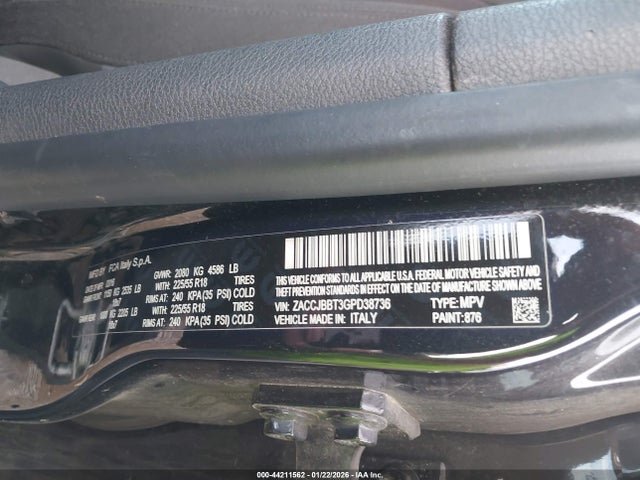 MFD BY FCA Italy S.p.A.
GVWR: 2080 KG 4586 LB
225/55 R18 TIRES
RIMS AT: 240 KPA(35 PSI) COLD
225/55 R18 TIRES
RIMS AT: 240 KPA(35 PSI) COLD
THIS VEHICLE CONFORMS TO ALL APPLICABLE U.S.A. FEDERAL MOTOR VEHICLE
SAFETY, BUMPER, AND THEFT PREVENTION STANDARDS IN EFFECT ON THE DATE OF
MANUFACTURE SHOWN ABOVE.
VIN: ZACCJBBT3GPD38736 TYPE: MPV
VEHICLE MADE IN: ITALY PAINT: 876
000-44211562 - 01/22/2026 - IAA Inc.